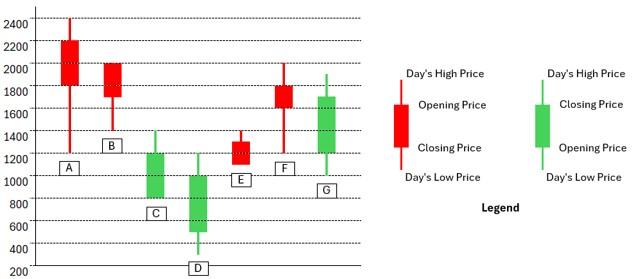 2400
2200
2000
1800
1600
1400
1200
1000
800
600
400
200
A
B
C
D
E
F
G
Day's High Price
Opening Price
Closing Price
Day's Low Price
Day's High Price
Closing Price
Opening Price
Day's Low Price
Legend